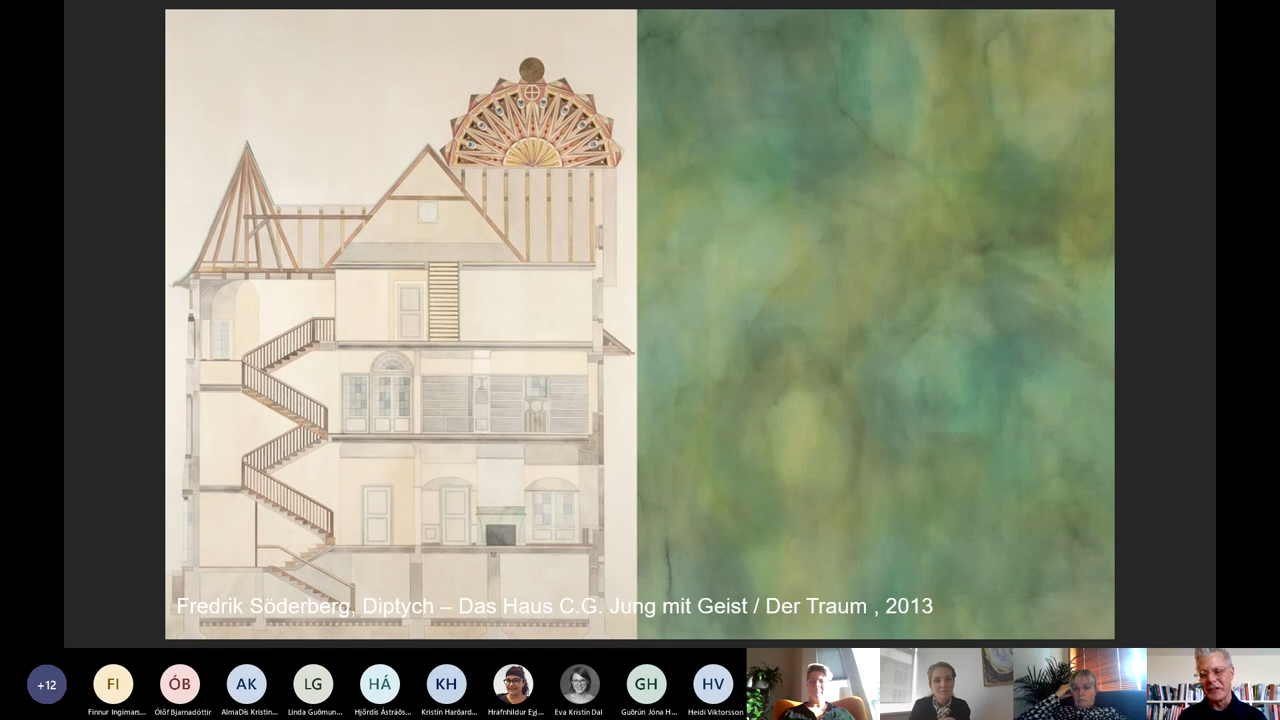 Fredrik Söderberg, Diptych – Das Haus C.G. Jung mit Geist / Der Traum , 2013
+12
FI
ÓB
AK
LG
HÁ
KH
GH
HV
Finnur Ingimars...
Ólöf Bjarnadóttir
AlmaDís Kristin...
Linda Guðmun...
Hjördís Ástráðs...
Kristín Harðard...
Hrafnhildur Eyj...
Eva Kristín Dal
Guðrún Jóna H...
Heidi Viktorsson